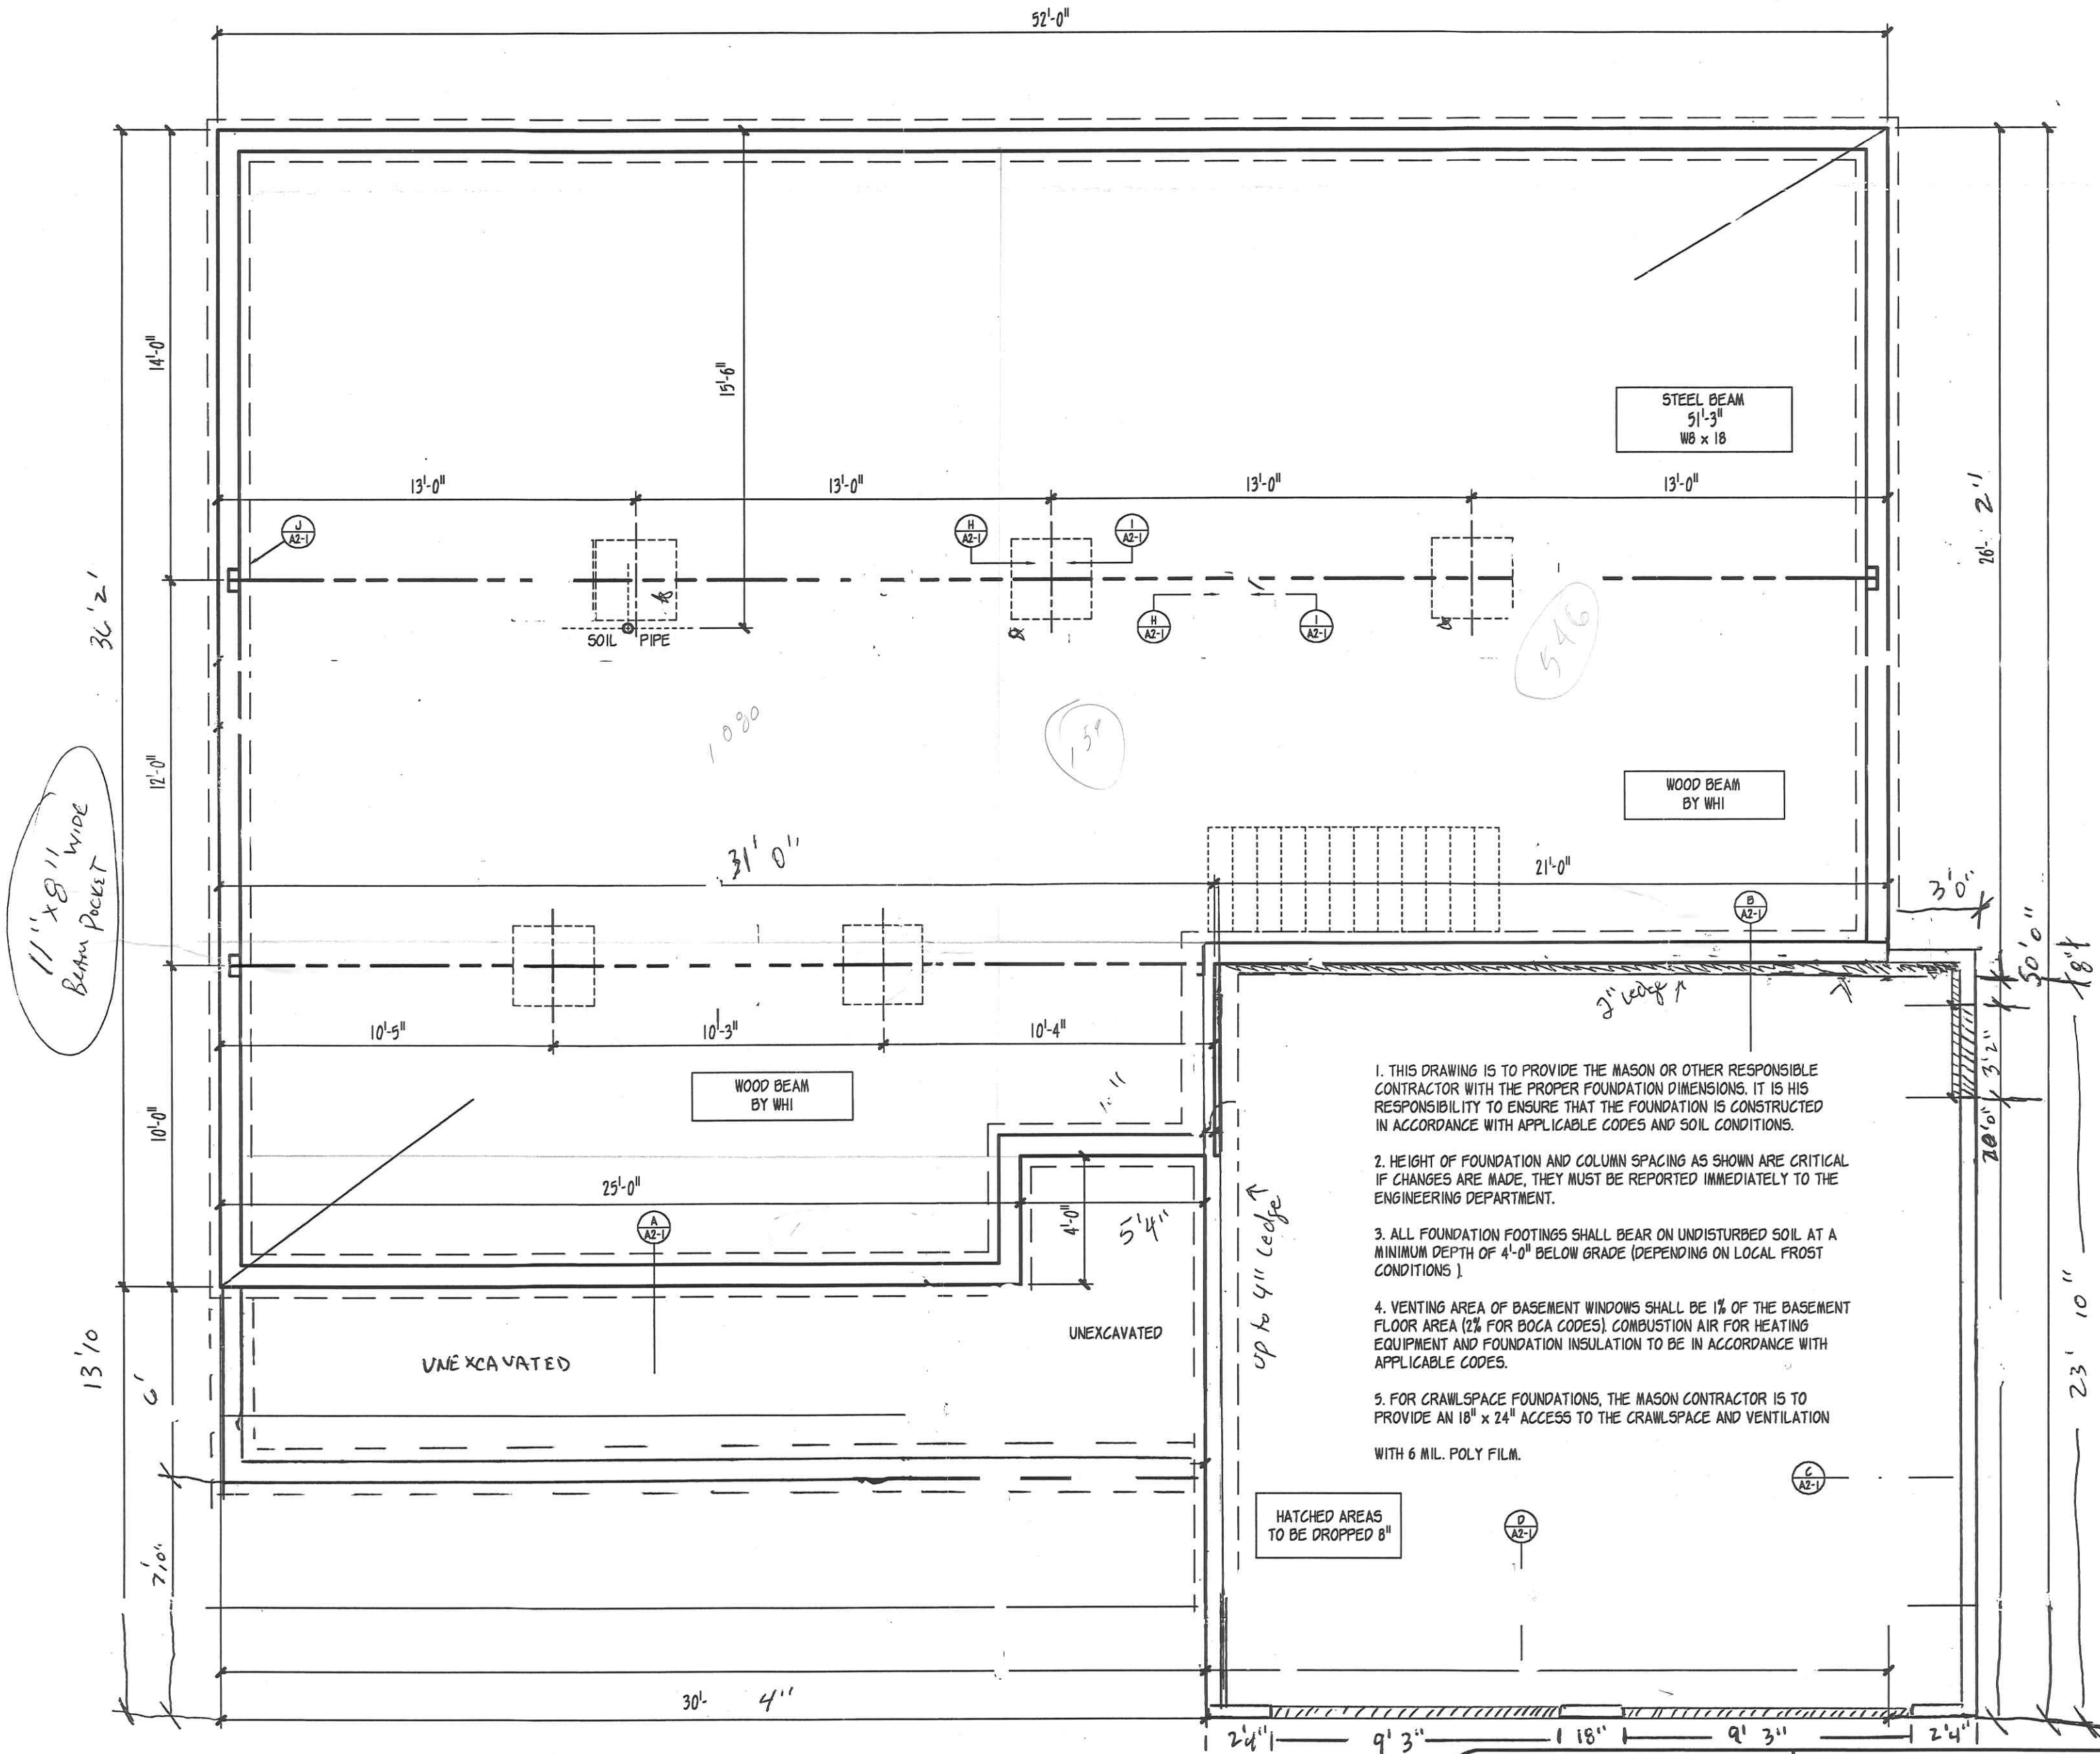 52'-0"
14'-0"
15'-6"
STEEL BEAM
51'-3"
W8 x 18
13'-0"
13'-0"
13'-0"
13'-0"
J
A2-1
H
A2-1
I
A2-1
H
A2-1
I
A2-1
SOIL PIPE
26'- 2"
36'2'
546
1080
154
12'-0"
WOOD BEAM
BY WHI
11" x 8" WIDE
BEAM POCKET
31' 0"
21'-0"
3'0"
B
A2-1
50'0"
8"
2" Ledge
10'-5"
10'-3"
10'-4"
3'2"
WOOD BEAM
BY WHI
10'-0"
1. THIS DRAWING IS TO PROVIDE THE MASON OR OTHER RESPONSIBLE
CONTRACTOR WITH THE PROPER FOUNDATION DIMENSIONS. IT IS HIS
RESPONSIBILITY TO ENSURE THAT THE FOUNDATION IS CONSTRUCTED
IN ACCORDANCE WITH APPLICABLE CODES AND SOIL CONDITIONS.
2. HEIGHT OF FOUNDATION AND COLUMN SPACING AS SHOWN ARE CRITICAL
IF CHANGES ARE MADE, THEY MUST BE REPORTED IMMEDIATELY TO THE
ENGINEERING DEPARTMENT.
3. ALL FOUNDATION FOOTINGS SHALL BEAR ON UNDISTURBED SOIL AT A
MINIMUM DEPTH OF 4'-0" BELOW GRADE (DEPENDING ON LOCAL FROST
CONDITIONS ).
4. VENTING AREA OF BASEMENT WINDOWS SHALL BE 1% OF THE BASEMENT
FLOOR AREA (2% FOR BOCA CODES). COMBUSTION AIR FOR HEATING
EQUIPMENT AND FOUNDATION INSULATION TO BE IN ACCORDANCE WITH
APPLICABLE CODES.
5. FOR CRAWLSPACE FOUNDATIONS, THE MASON CONTRACTOR IS TO
PROVIDE AN 18" x 24" ACCESS TO THE CRAWLSPACE AND VENTILATION
WITH 6 MIL. POLY FILM.
25'-0"
A
A2-1
4'-0"
5'4"
up to 4" Ledge
UNEXCAVATED
UNEXCAVATED
13'10
6'
7'0"
23' 10"
C
A2-1
HATCHED AREAS
TO BE DROPPED 8"
D
A2-1
30'- 4"
2'4"
9' 3"
18"
9' 3"
2'4"